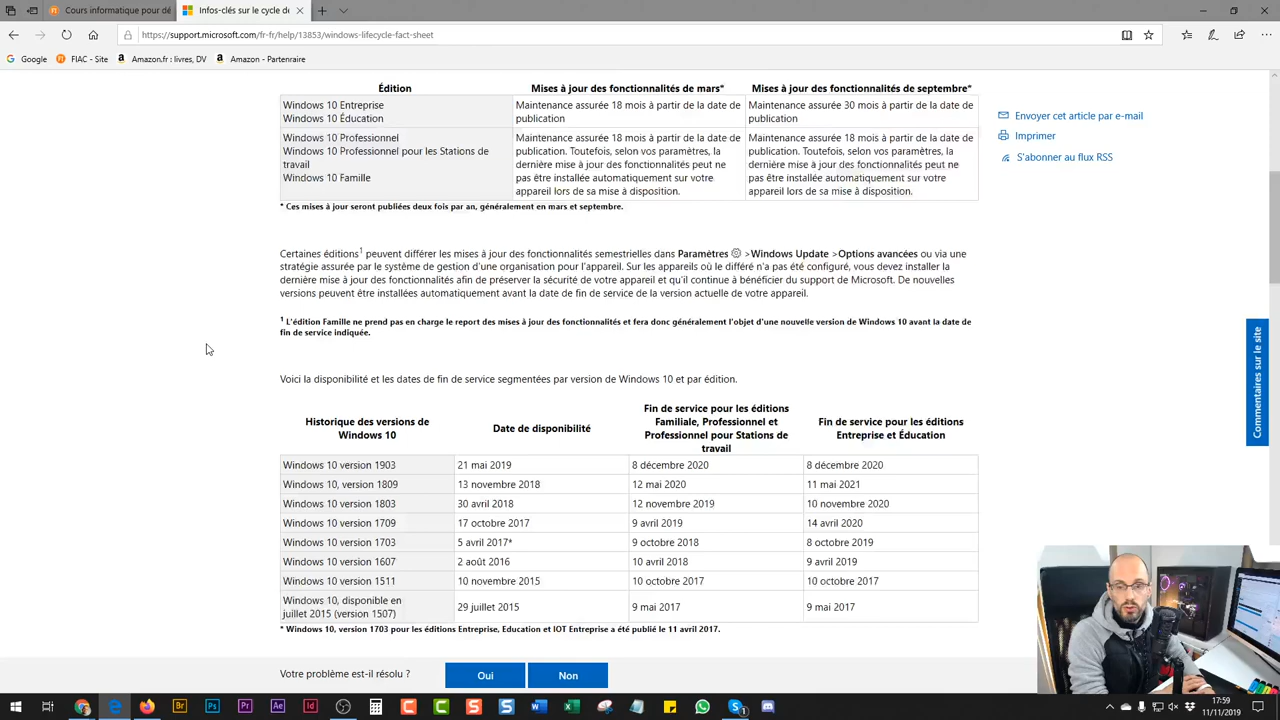 Cours informatique pour dé
Infos-clés sur le cycle de
https://support.microsoft.com/fr-fr/help/13853/windows-lifecycle-fact-sheet
Google
FIAC - Site
Amazon.fr : livres, DV
Amazon - Partenraire
Édition
Mises à jour des fonctionnalités de mars*
Mises à jour des fonctionnalités de septembre*
Windows 10 Entreprise
Windows 10 Éducation
Maintenance assurée 18 mois à partir de la date de
publication
Maintenance assurée 30 mois à partir de la date de
publication
Windows 10 Professionnel
Windows 10 Professionnel pour les Stations de
travail
Windows 10 Famille
Maintenance assurée 18 mois à partir de la date de
publication. Toutefois, selon vos paramètres, la
dernière mise à jour des fonctionnalités peut ne
pas être installée automatiquement sur votre
appareil lors de sa mise à disposition.
Maintenance assurée 18 mois à partir de la date de
publication. Toutefois, selon vos paramètres, la
dernière mise à jour des fonctionnalités peut ne
pas être installée automatiquement sur votre
appareil lors de sa mise à disposition.
* Ces mises à jour seront publiées deux fois par an, généralement en mars et septembre.
Envoyer cet article par e-mail
Imprimer
S'abonner au flux RSS
Certaines éditions1 peuvent différer les mises à jour des fonctionnalités semestrielles dans Paramètres >Windows Update >Options avancées ou via une
stratégie assurée par le système de gestion d'une organisation pour l'appareil. Sur les appareils où le différé n'a pas été configuré, vous devez installer la
dernière mise à jour des fonctionnalités afin de préserver la sécurité de votre appareil et qu'il continue à bénéficier du support de Microsoft. De nouvelles
versions peuvent être installées automatiquement avant la date de fin de service de la version actuelle de votre appareil.
1 L'édition Famille ne prend pas en charge le report des mises à jour des fonctionnalités et fera donc généralement l'objet d'une nouvelle version de Windows 10 avant la date de
fin de service indiquée.
Voici la disponibilité et les dates de fin de service segmentées par version de Windows 10 et par édition.
Commentaires sur le site
Historique des versions de
Windows 10
Date de disponibilité
Fin de service pour les éditions
Familiale, Professionnel et
Professionnel pour Stations de
travail
Fin de service pour les éditions
Entreprise et Éducation
Windows 10 version 1903 21 mai 2019 8 décembre 2020 8 décembre 2020
Windows 10, version 1809 13 novembre 2018 12 mai 2020 11 mai 2021
Windows 10 version 1803 30 avril 2018 12 novembre 2019 10 novembre 2020
Windows 10 version 1709 17 octobre 2017 9 avril 2019 14 avril 2020
Windows 10 version 1703 5 avril 2017* 9 octobre 2018 8 octobre 2019
Windows 10 version 1607 2 août 2016 10 avril 2018 9 avril 2019
Windows 10 version 1511 10 novembre 2015 10 octobre 2017 10 octobre 2017
Windows 10, disponible en
juillet 2015 (version 1507)
29 juillet 2015 9 mai 2017 9 mai 2017
* Windows 10, version 1703 pour les éditions Entreprise, Education et IOT Entreprise a été publié le 11 avril 2017.
Votre problème est-il résolu ?
Oui
Non
17:59
11/11/2019